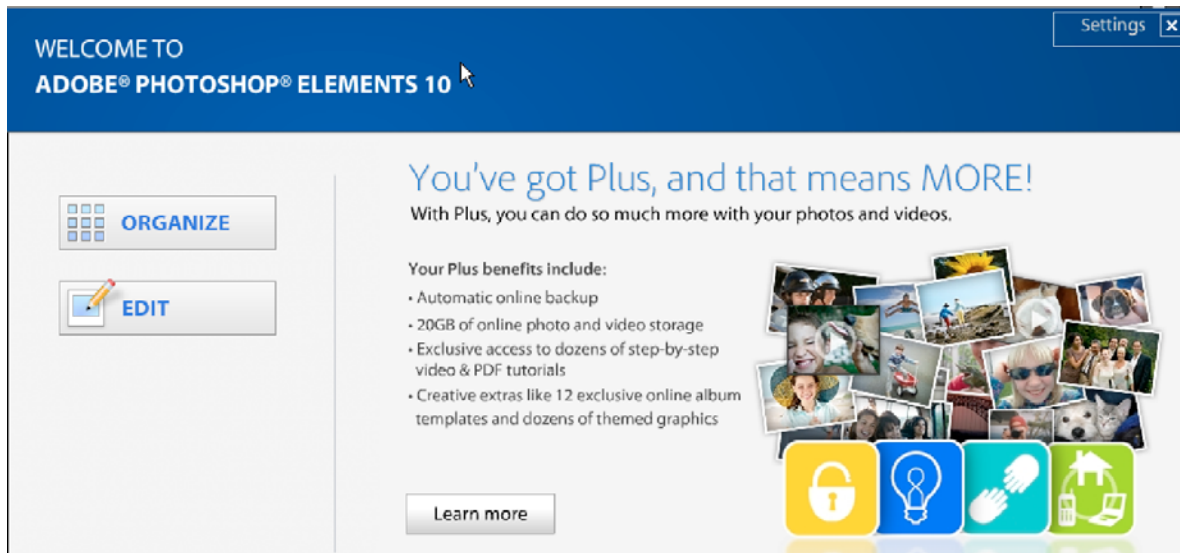 WELCOME TO
ADOBE® PHOTOSHOP® ELEMENTS 10
Settings
ORGANIZE
EDIT
You've got Plus, and that means MORE!
With Plus, you can do so much more with your photos and videos.
Your Plus benefits include:
• Automatic online backup
• 20GB of online photo and video storage
• Exclusive access to dozens of step-by-step
video & PDF tutorials
• Creative extras like 12 exclusive online album
templates and dozens of themed graphics
Learn more